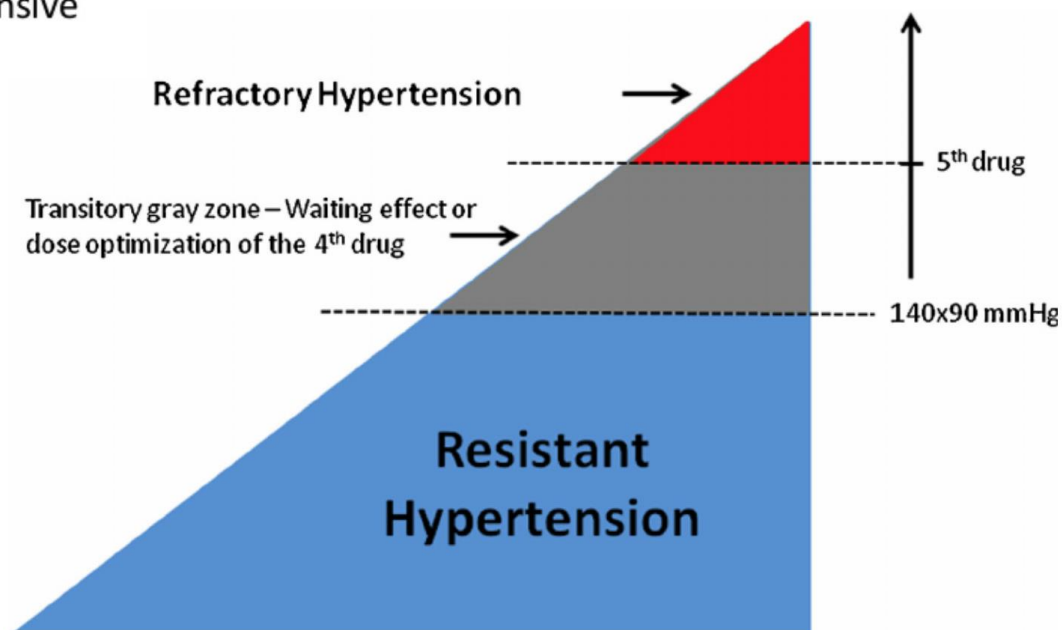 Refractory Hypertension
5th drug
Transitory gray zone – Waiting effect or
dose optimization of the 4th drug
140x90 mmHg
Resistant
Hypertension